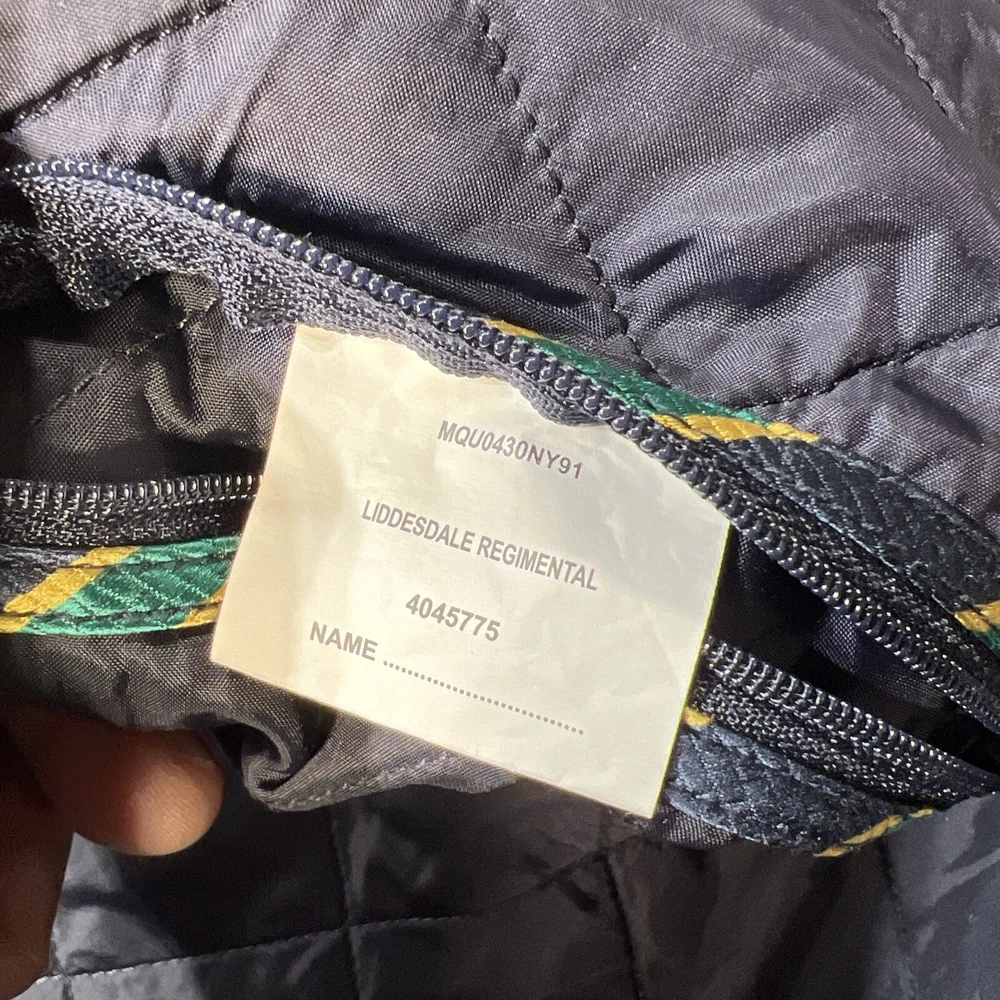 MQU0430NY91
LIDDESDALE REGIMENTAL
4045775
NAME ........................................